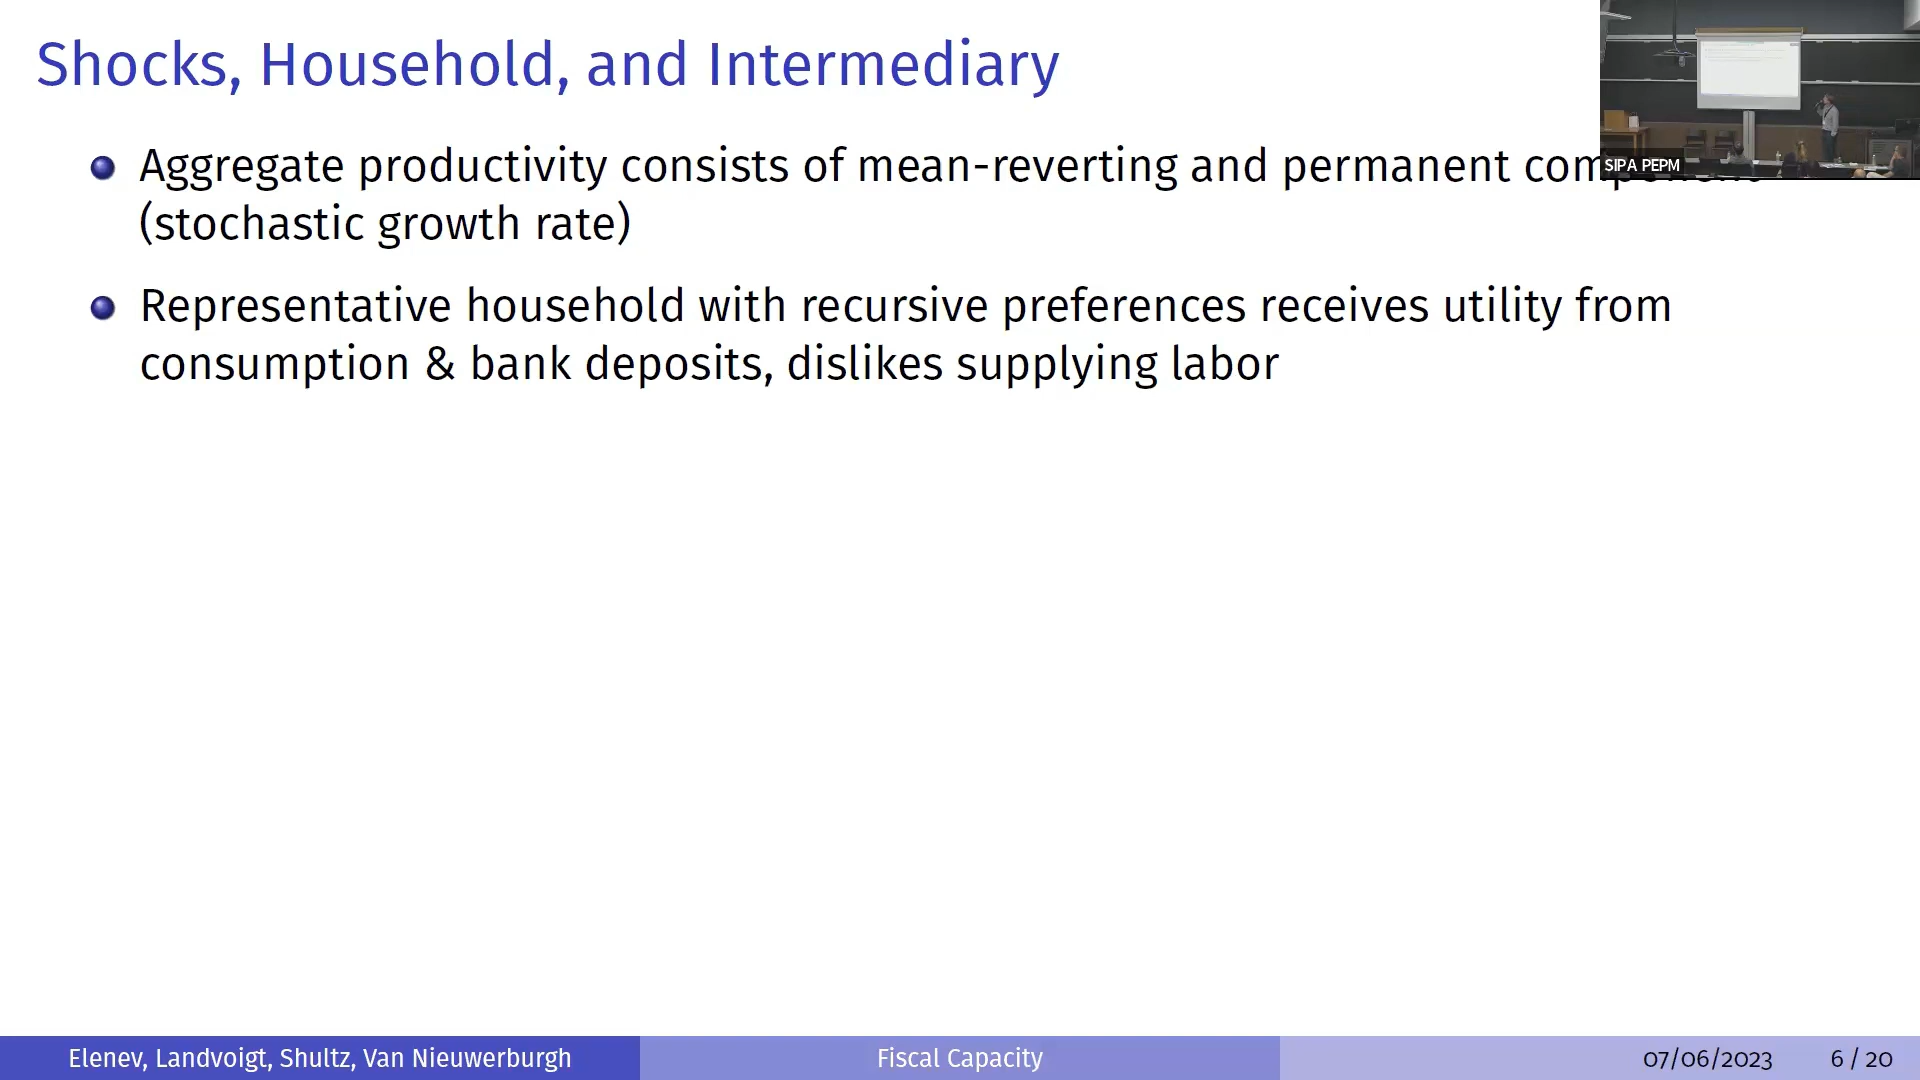 Shocks, Household, and Intermediary
SIPA PEPM
Aggregate productivity consists of mean-reverting and permanent
(stochastic growth rate)
Representative household with recursive preferences receives utility from
consumption & bank deposits, dislikes supplying labor
Elenev, Landvoigt, Shultz, Van Nieuwerburgh
Fiscal Capacity
07/06/2023
6 / 20